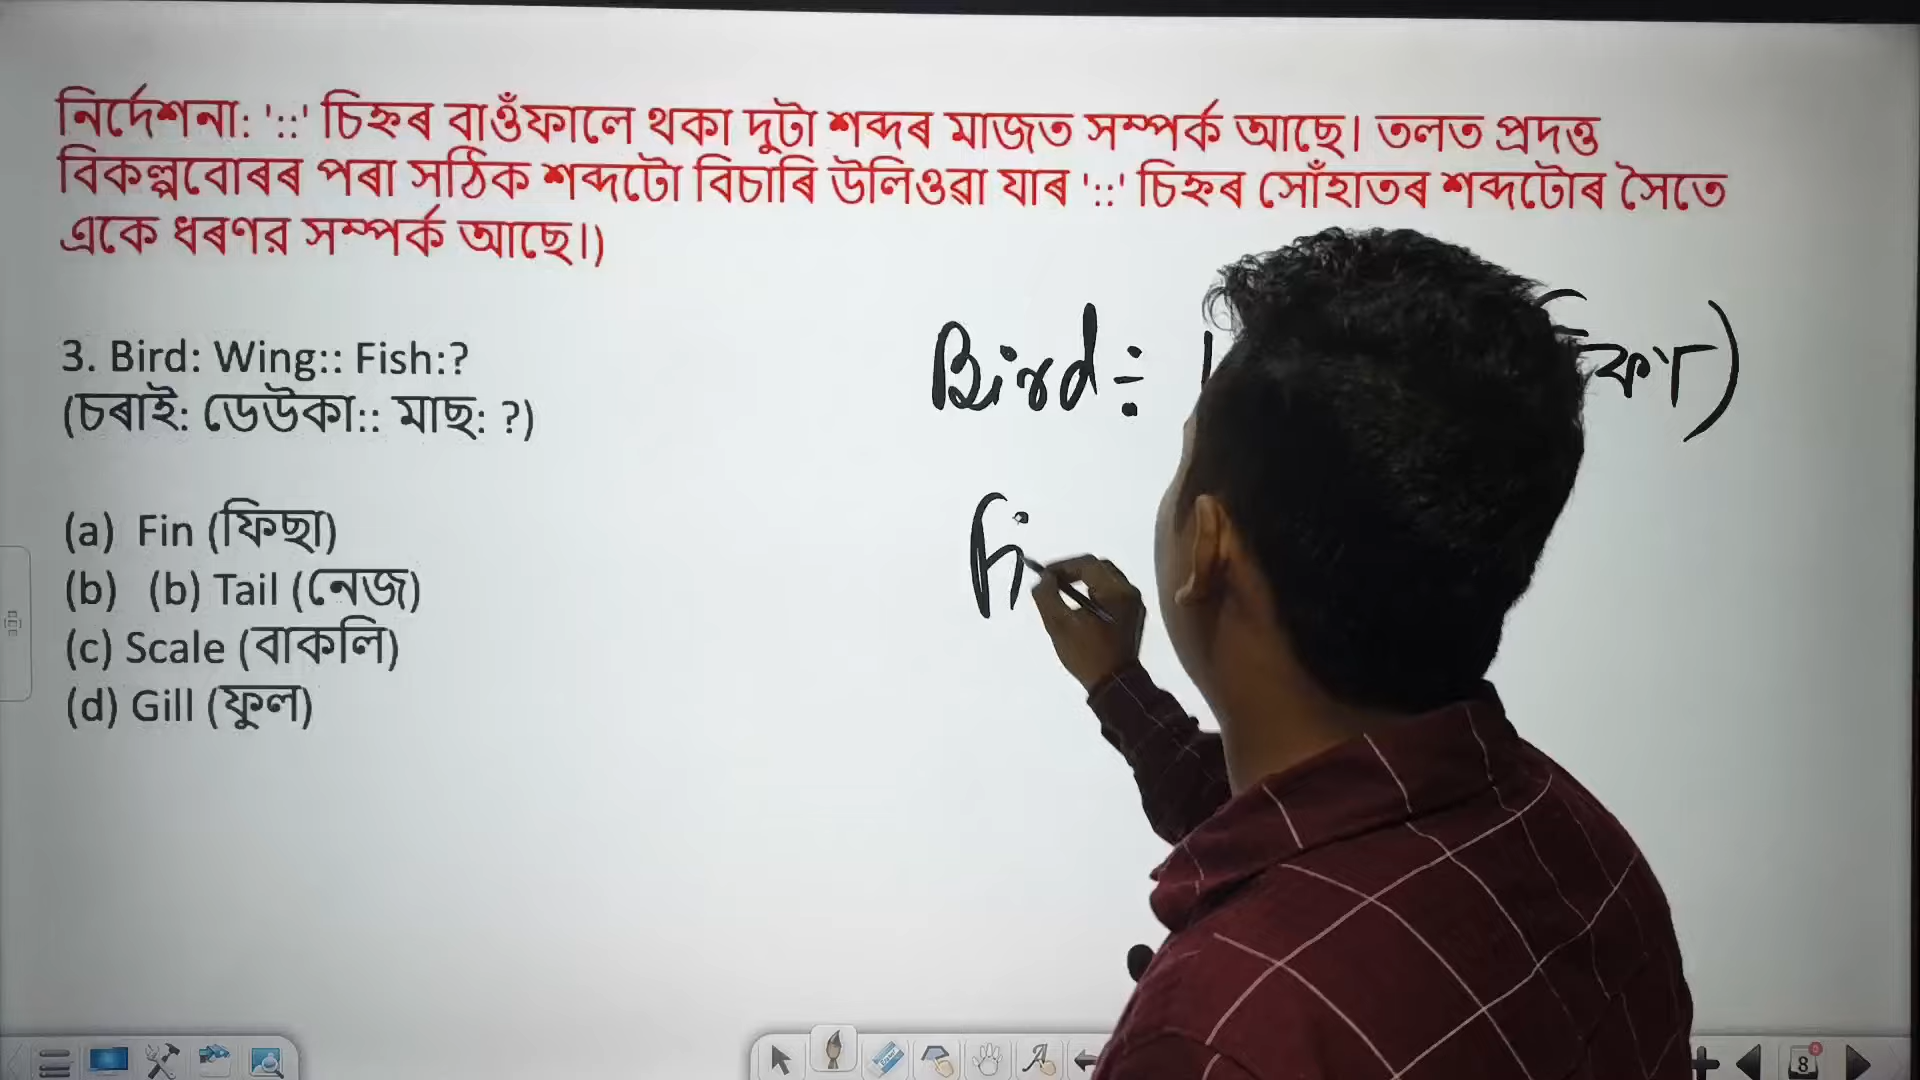 নিৰ্দেশনা: '::' চিহ্নৰ বাওঁফালে থকা দুটা শব্দৰ মাজত সম্পৰ্ক আছে। তলত প্ৰদত্ত
বিকল্পবোৰৰ পৰা সঠিক শব্দটো বিচাৰি উলিওৱা যাৰ '::' চিহ্নৰ সোঁহাতৰ শব্দটোৰ সৈতে
একে ধৰণৰ সম্পৰ্ক আছে।)
3. Bird: Wing:: Fish:?
(চৰাই: ডেউকা:: মাছ: ?)
(a) Fin (ফিছা)
(b) (b) Tail (নেজ)
(c) Scale (বাকলি)
(d) Gill (ফুল)
Bird :
Fi
8